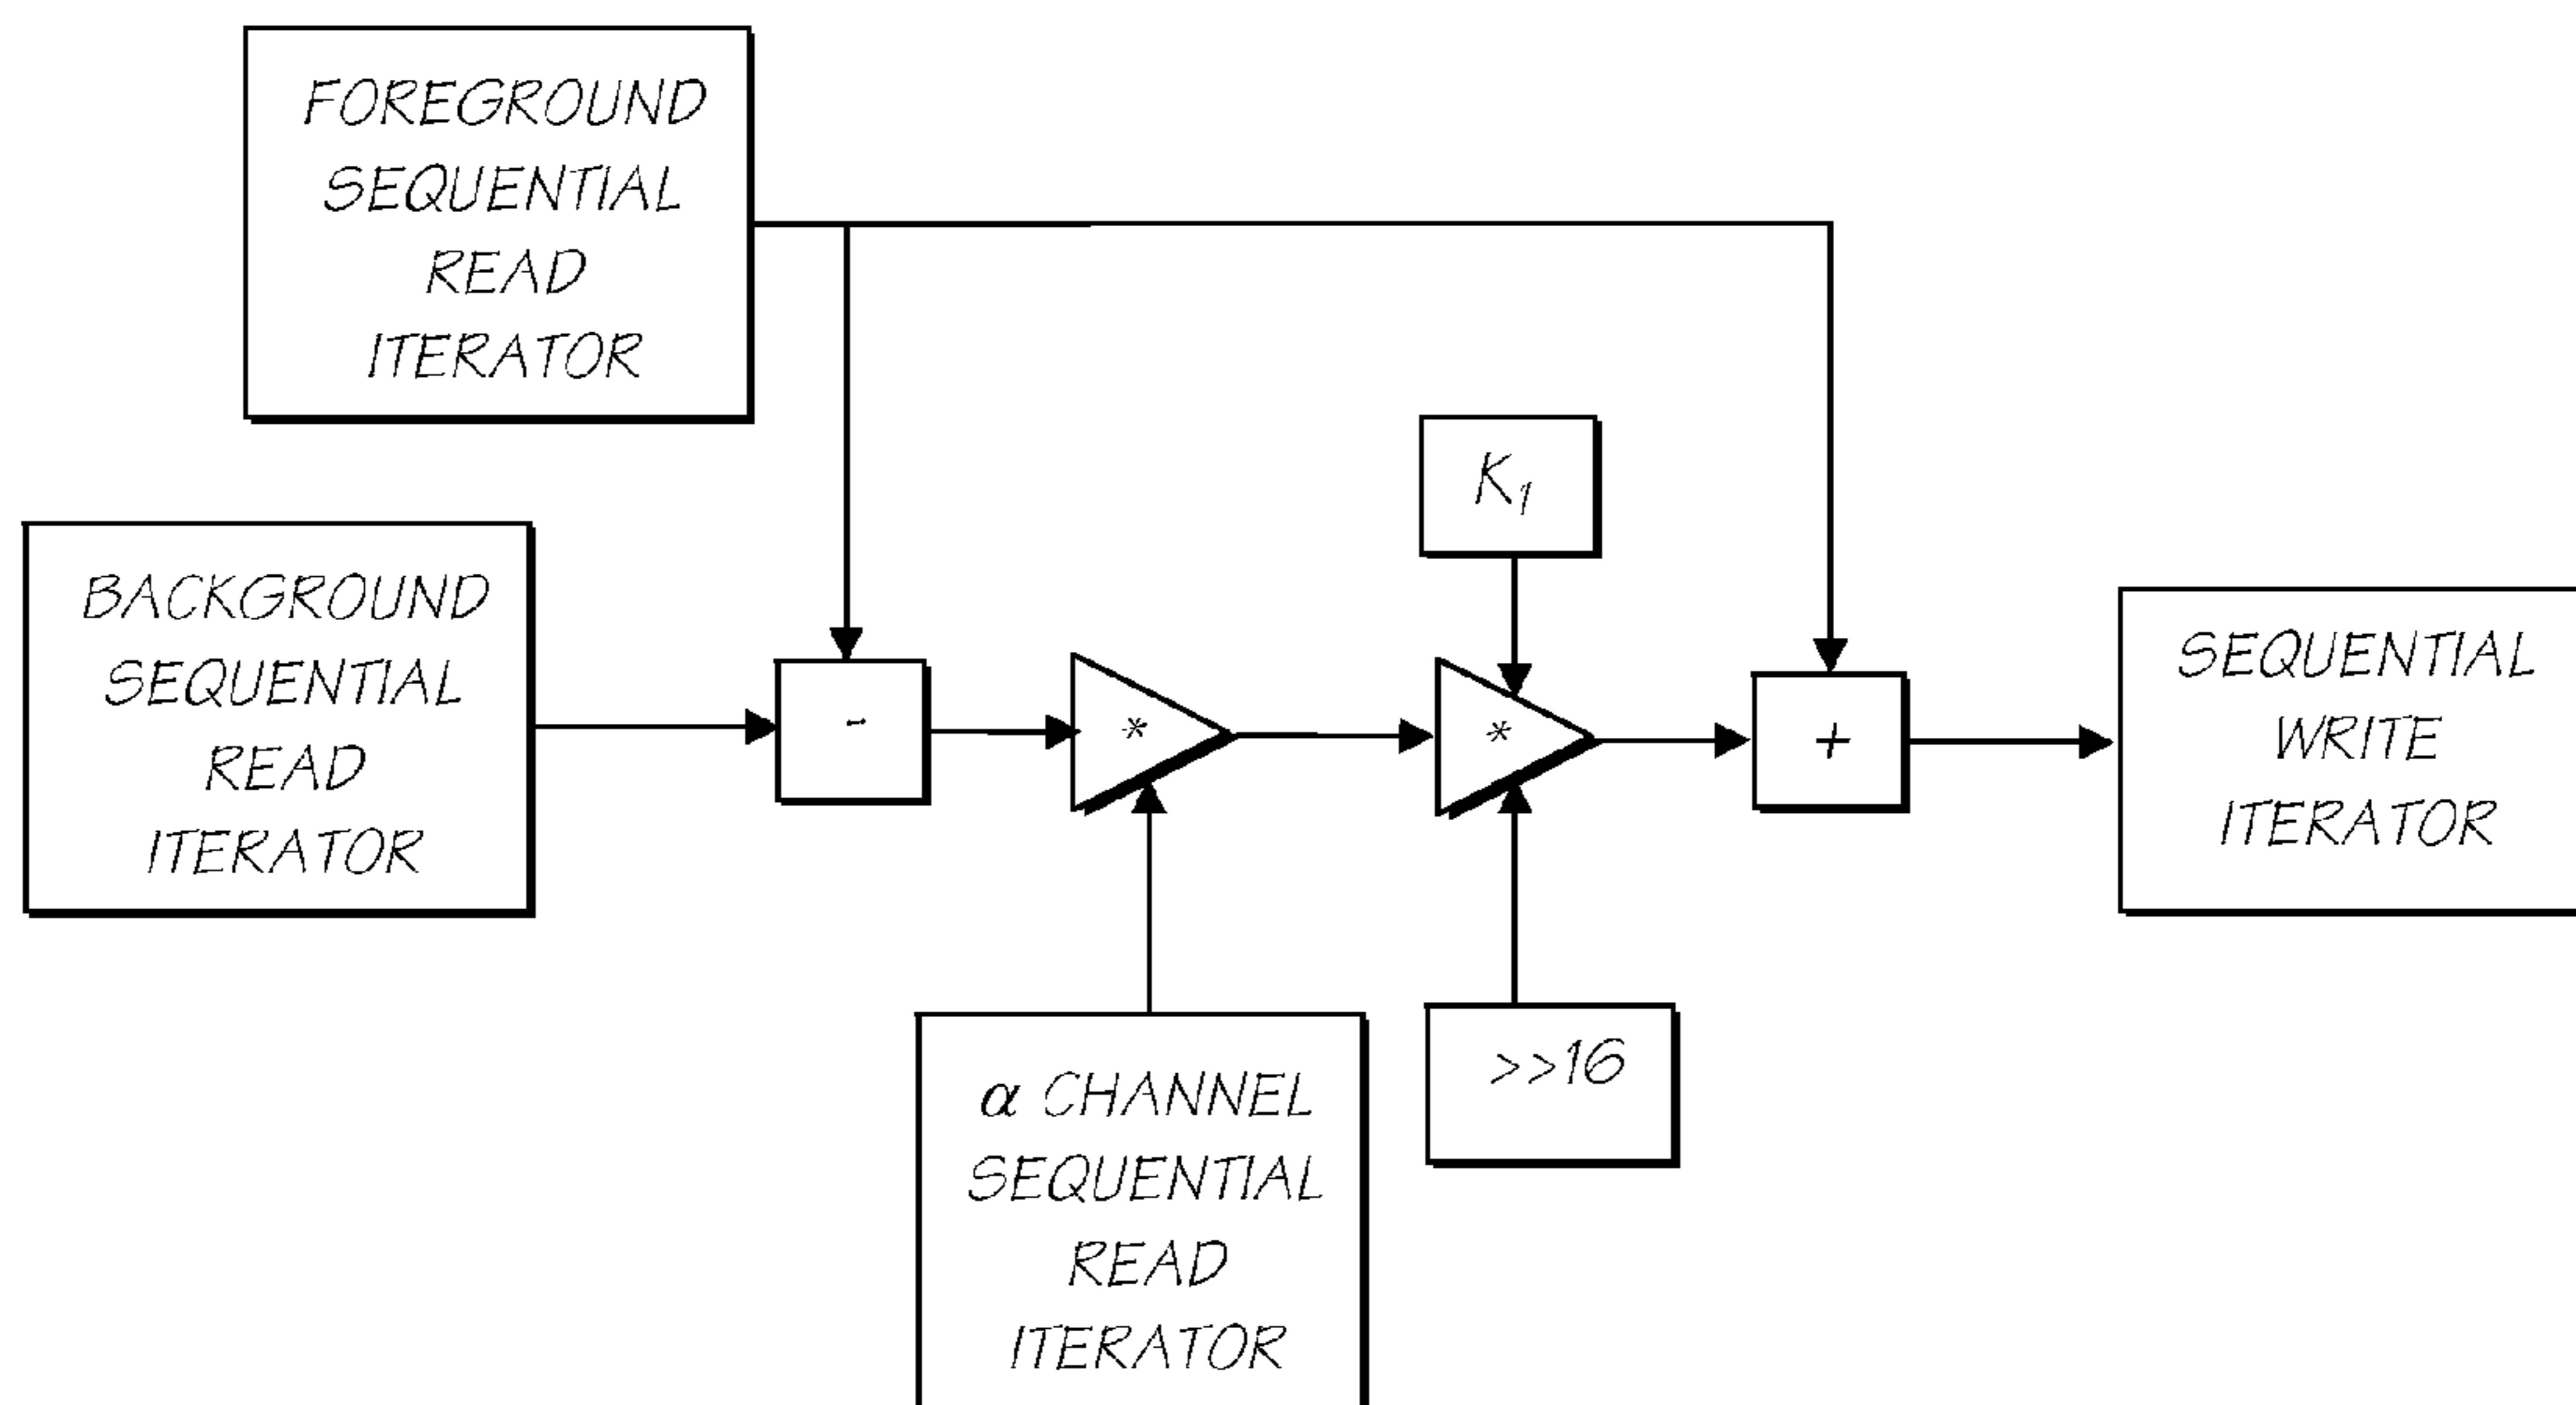 FOREGROUND
SEQUENTIAL
READ
ITERATOR
K₁
BACKGROUND
SEQUENTIAL
READ
ITERATOR
-
*
*
+
SEQUENTIAL
WRITE
ITERATOR
α CHANNEL
SEQUENTIAL
READ
ITERATOR
>>16